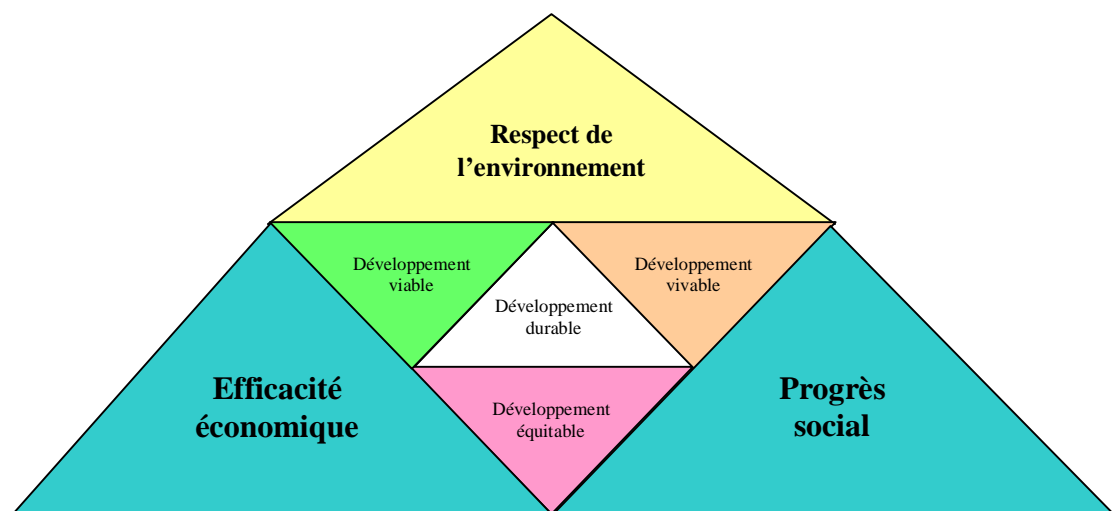 Respect de
l’environnement
Développement
viable
Développement
vivable
Développement
durable
Efficacité
économique
Progrès
social
Développement
équitable